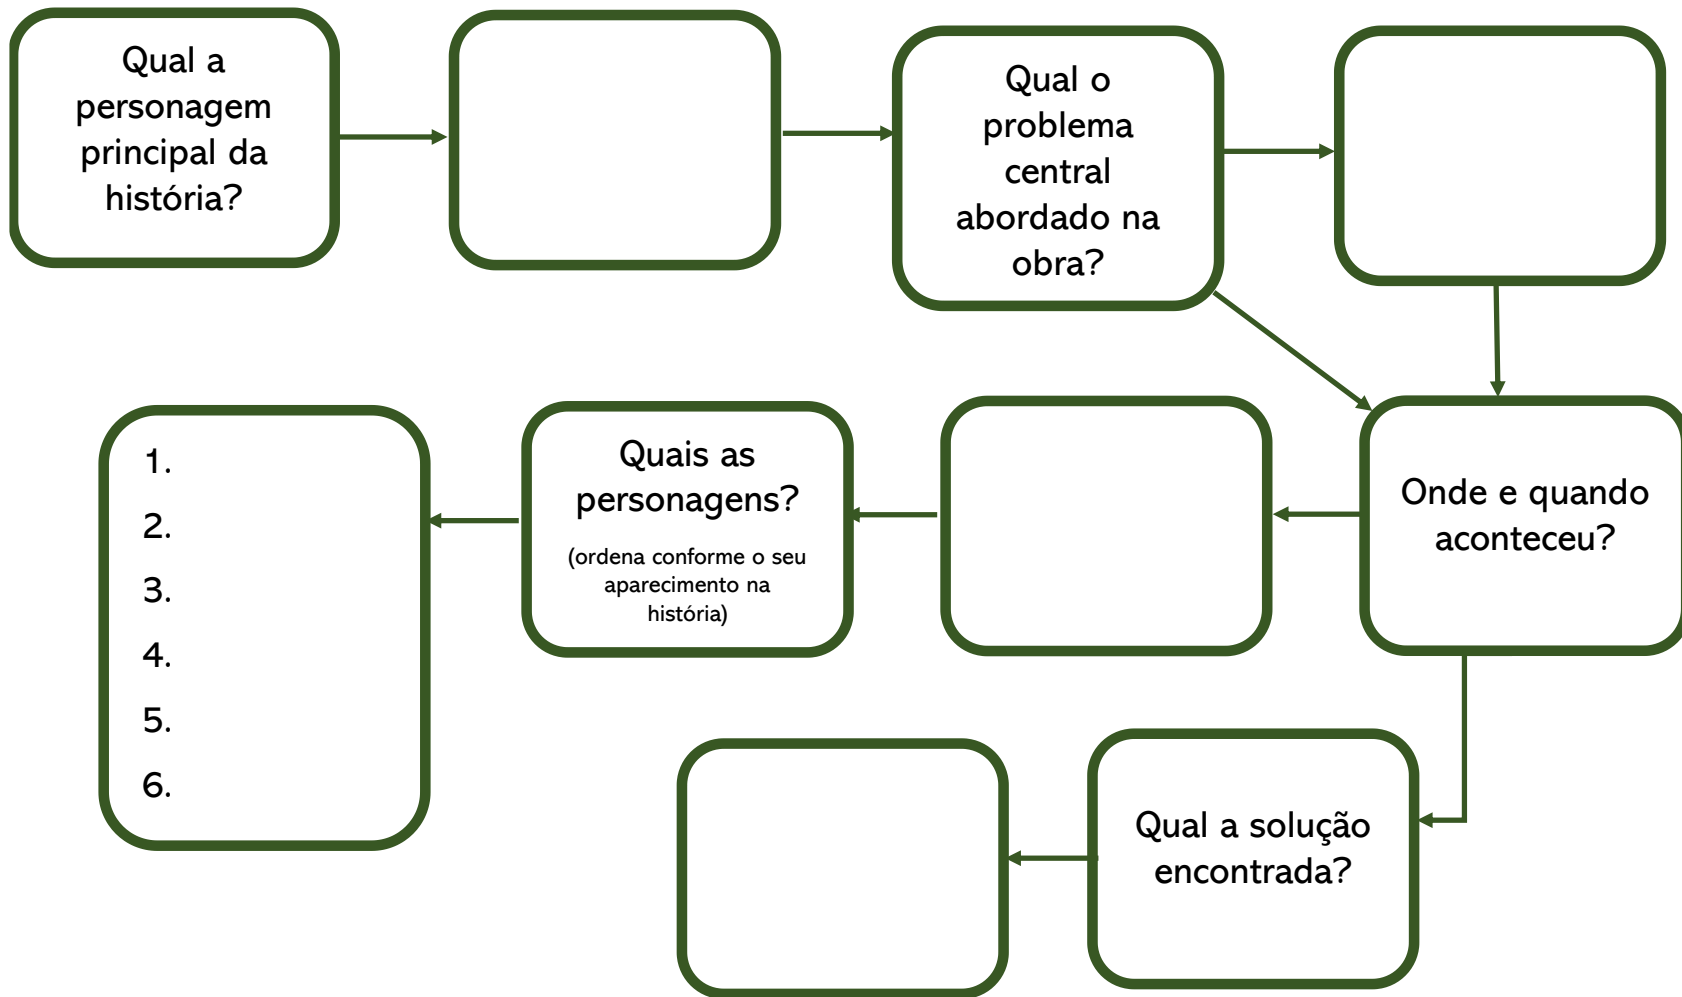 Qual a
personagem
principal da
história?
Qual o
problema
central
abordado na
obra?
Onde e quando
aconteceu?
Quais as
personagens?
(ordena conforme o seu
aparecimento na
história)
1.
2.
3.
4.
5.
6.
Qual a solução
encontrada?